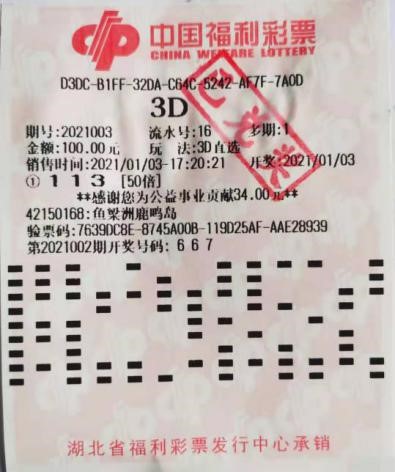 中国福利彩票
CHINA WELFARE LOTTERY
D3DC-B1FF-32DA-C64C-5242-AF7F-7A0D
3D
期号:2021003 流水号:16 多期:1
金额:100.00元 玩 法:3D直选
销售时间:2021/01/03-17:20:21 开奖:2021/01/03
① 1 1 3 [50倍]
**感谢您为公益事业贡献34.00元**
42150168:鱼梁洲鹿鸣岛
验票码:7639DC8E-8745A00B-119D25AF-AAE28939
第2021002期开奖号码:6 6 7
已兑奖
湖北省福利彩票发行中心承销